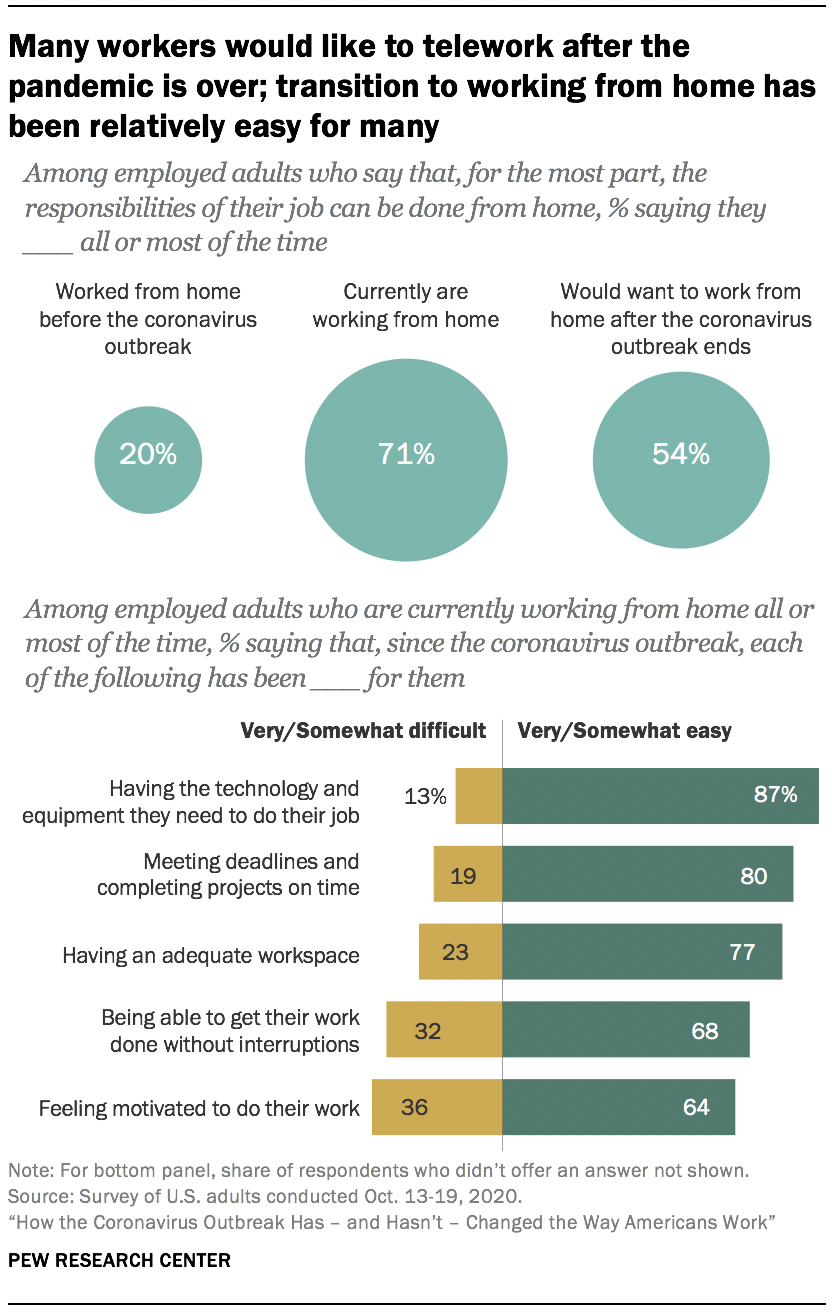 Many workers would like to telework after the
pandemic is over; transition to working from home has
been relatively easy for many
Among employed adults who say that, for the most part, the
responsibilities of their job can be done from home, % saying they
___ all or most of the time
Worked from home
before the coronavirus
outbreak
Currently are
working from home
Would want to work from
home after the coronavirus
outbreak ends
20%
71%
54%
Among employed adults who are currently working from home all or
most of the time, % saying that, since the coronavirus outbreak, each
of the following has been ___ for them
Very/Somewhat difficult
Very/Somewhat easy
Having the technology and
equipment they need to do their job
13%
87%
Meeting deadlines and
completing projects on time
19
80
Having an adequate workspace
23
77
Being able to get their work
done without interruptions
32
68
Feeling motivated to do their work
36
64
Note: For bottom panel, share of respondents who didn't offer an answer not shown.
Source: Survey of U.S. adults conducted Oct. 13-19, 2020.
“How the Coronavirus Outbreak Has – and Hasn't – Changed the Way Americans Work”
PEW RESEARCH CENTER